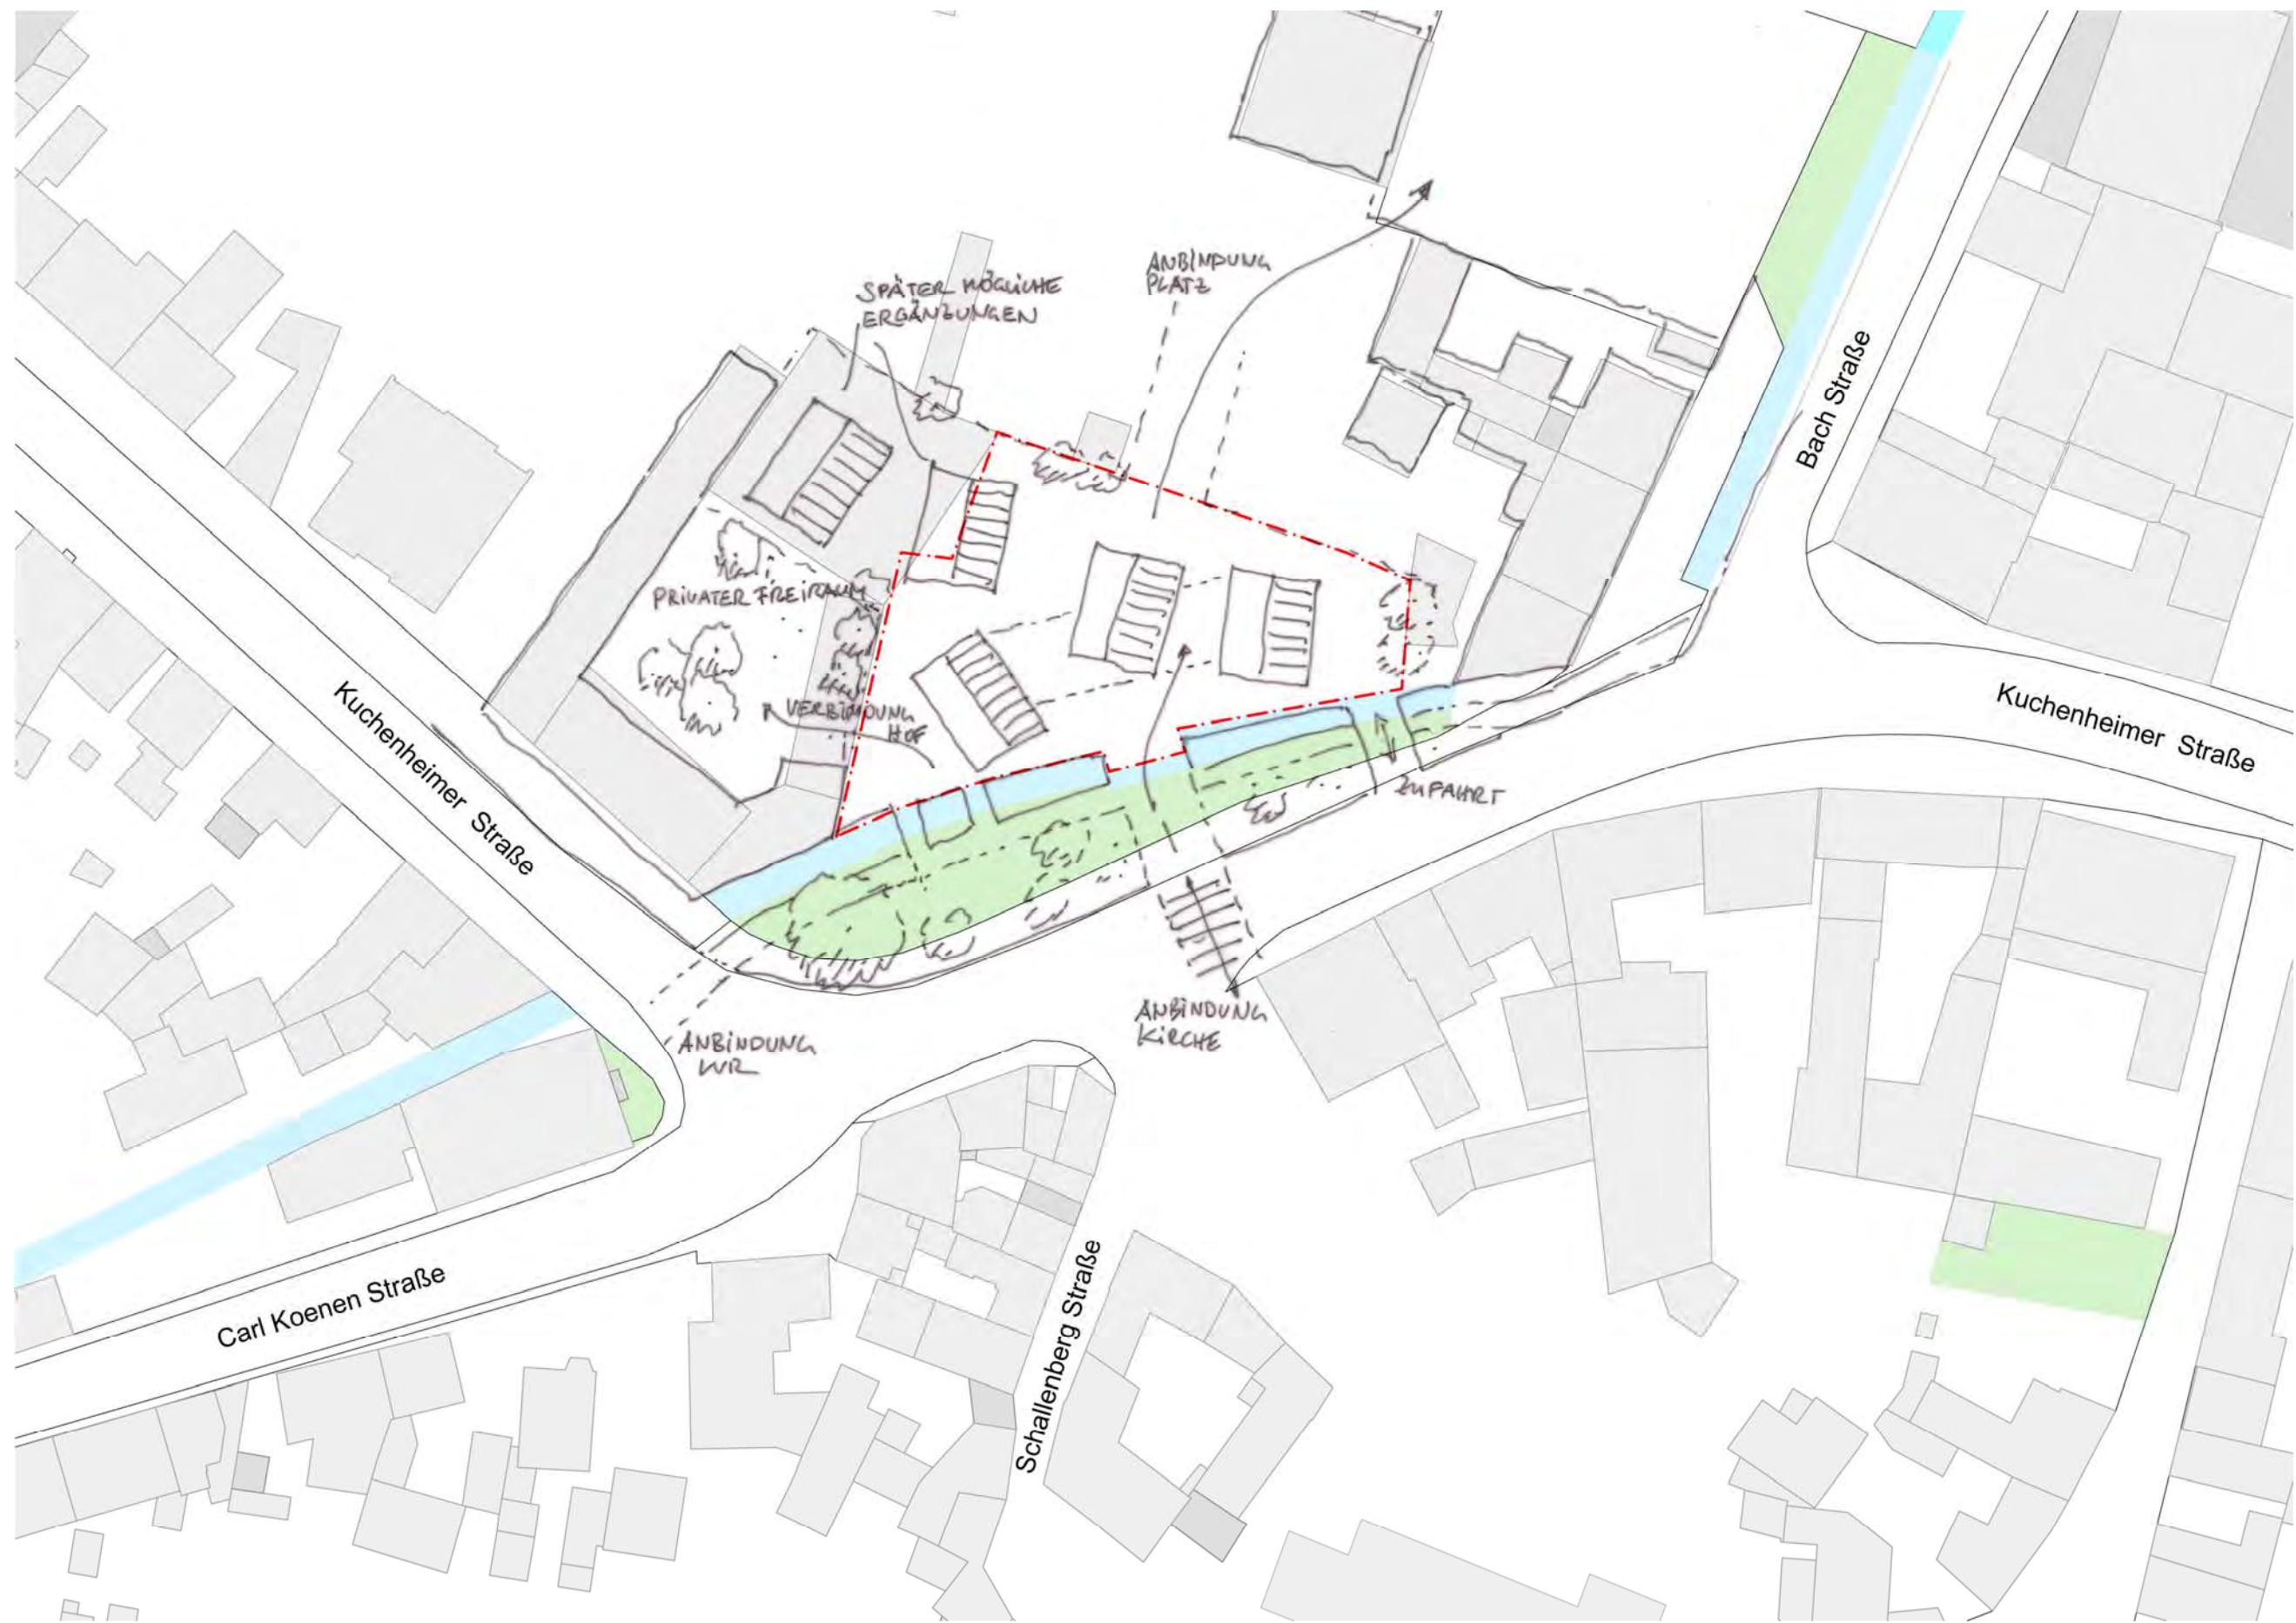 SPÄTER MÖGLICHE
ERGÄNZUNGEN
ANBINDUNG
PLATZ
Bach Straße
PRIVATER FREIRAUM
VERBINDUNG
HOF
Kuchenheimer Straße
Kuchenheimer Straße
ZUFAHRT
ANBINDUNG
KIRCHE
ANBINDUNG
LVR
Carl Koenen Straße
Schallenberg Straße